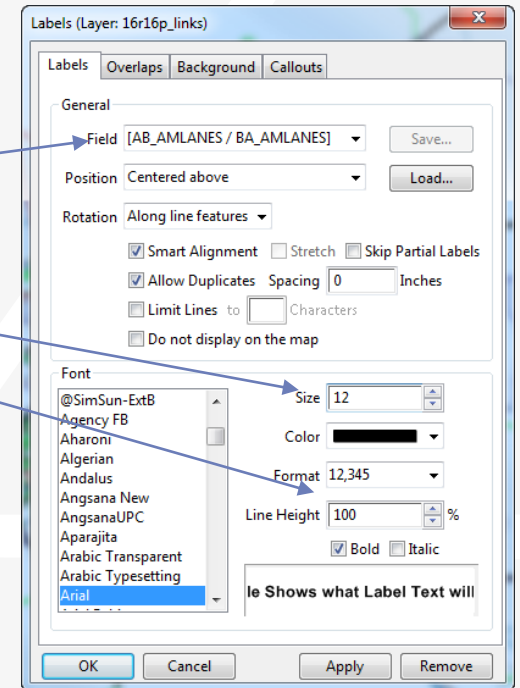 Labels (Layer: 16r16p_links)
x
Labels Overlaps Background Callouts
General
Field [AB_AMLANES / BA_AMLANES] Save...
Position Centered above Load...
Rotation Along line features
Smart Alignment Stretch Skip Partial Labels
Allow Duplicates Spacing 0 Inches
Limit Lines to Characters
Do not display on the map
Font
@SimSun-ExtB
Agency FB
Aharoni
Algerian
Andalus
Angsana New
AngsanaUPC
Aparajita
Arabic Transparent
Arabic Typesetting
Arial
Size 12
Color
Format 12,345
Line Height 100 %
Bold Italic
le Shows what Label Text will
OK Cancel Apply Remove